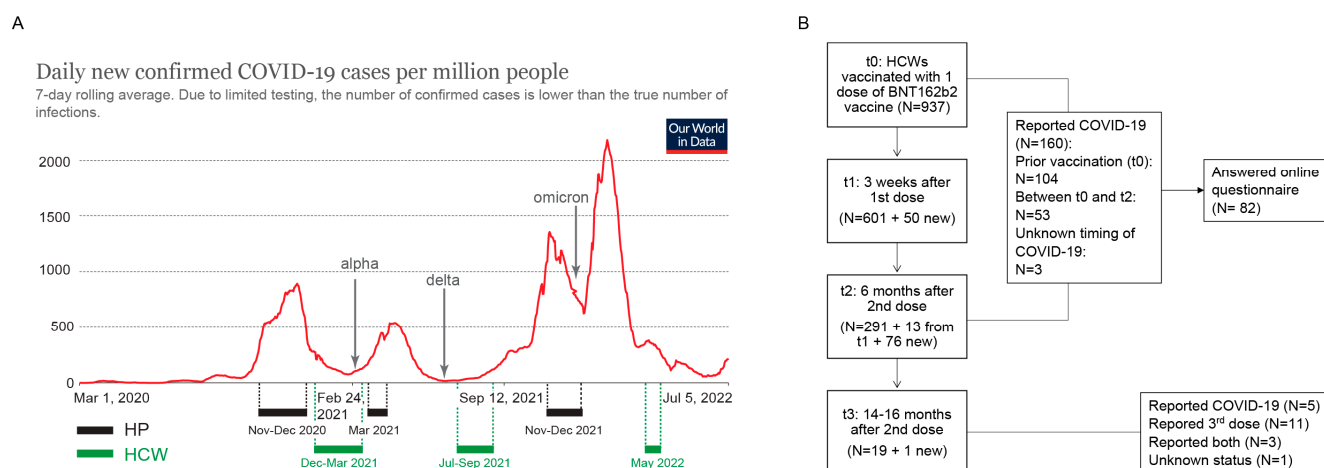 A
Daily new confirmed COVID-19 cases per million people
7-day rolling average. Due to limited testing, the number of confirmed cases is lower than the true number of
infections.
Our World
in Data
2000
1500
1000
500
0
omicron
alpha
delta
Mar 1, 2020
Feb 24,
2021
Sep 12, 2021
Jul 5, 2022
HP
Nov-Dec 2020
Mar 2021
Nov-Dec 2021
HCW
Dec-Mar 2021
Jul-Sep 2021
May 2022
B
t0: HCWs
vaccinated with 1
dose of BNT162b2
vaccine (N=937)
t1: 3 weeks after
1st dose
(N=601 + 50 new)
t2: 6 months after
2nd dose
(N=291 + 13 from
t1 + 76 new)
t3: 14-16 months
after 2nd dose
(N=19 + 1 new)
Reported COVID-19
(N=160):
Prior vaccination (t0):
N=104
Between t0 and t2:
N=53
Unknown timing of
COVID-19:
N=3
Answered online
questionnaire
(N= 82)
Reported COVID-19 (N=5)
Repored 3rd dose (N=11)
Reported both (N=3)
Unknown status (N=1)